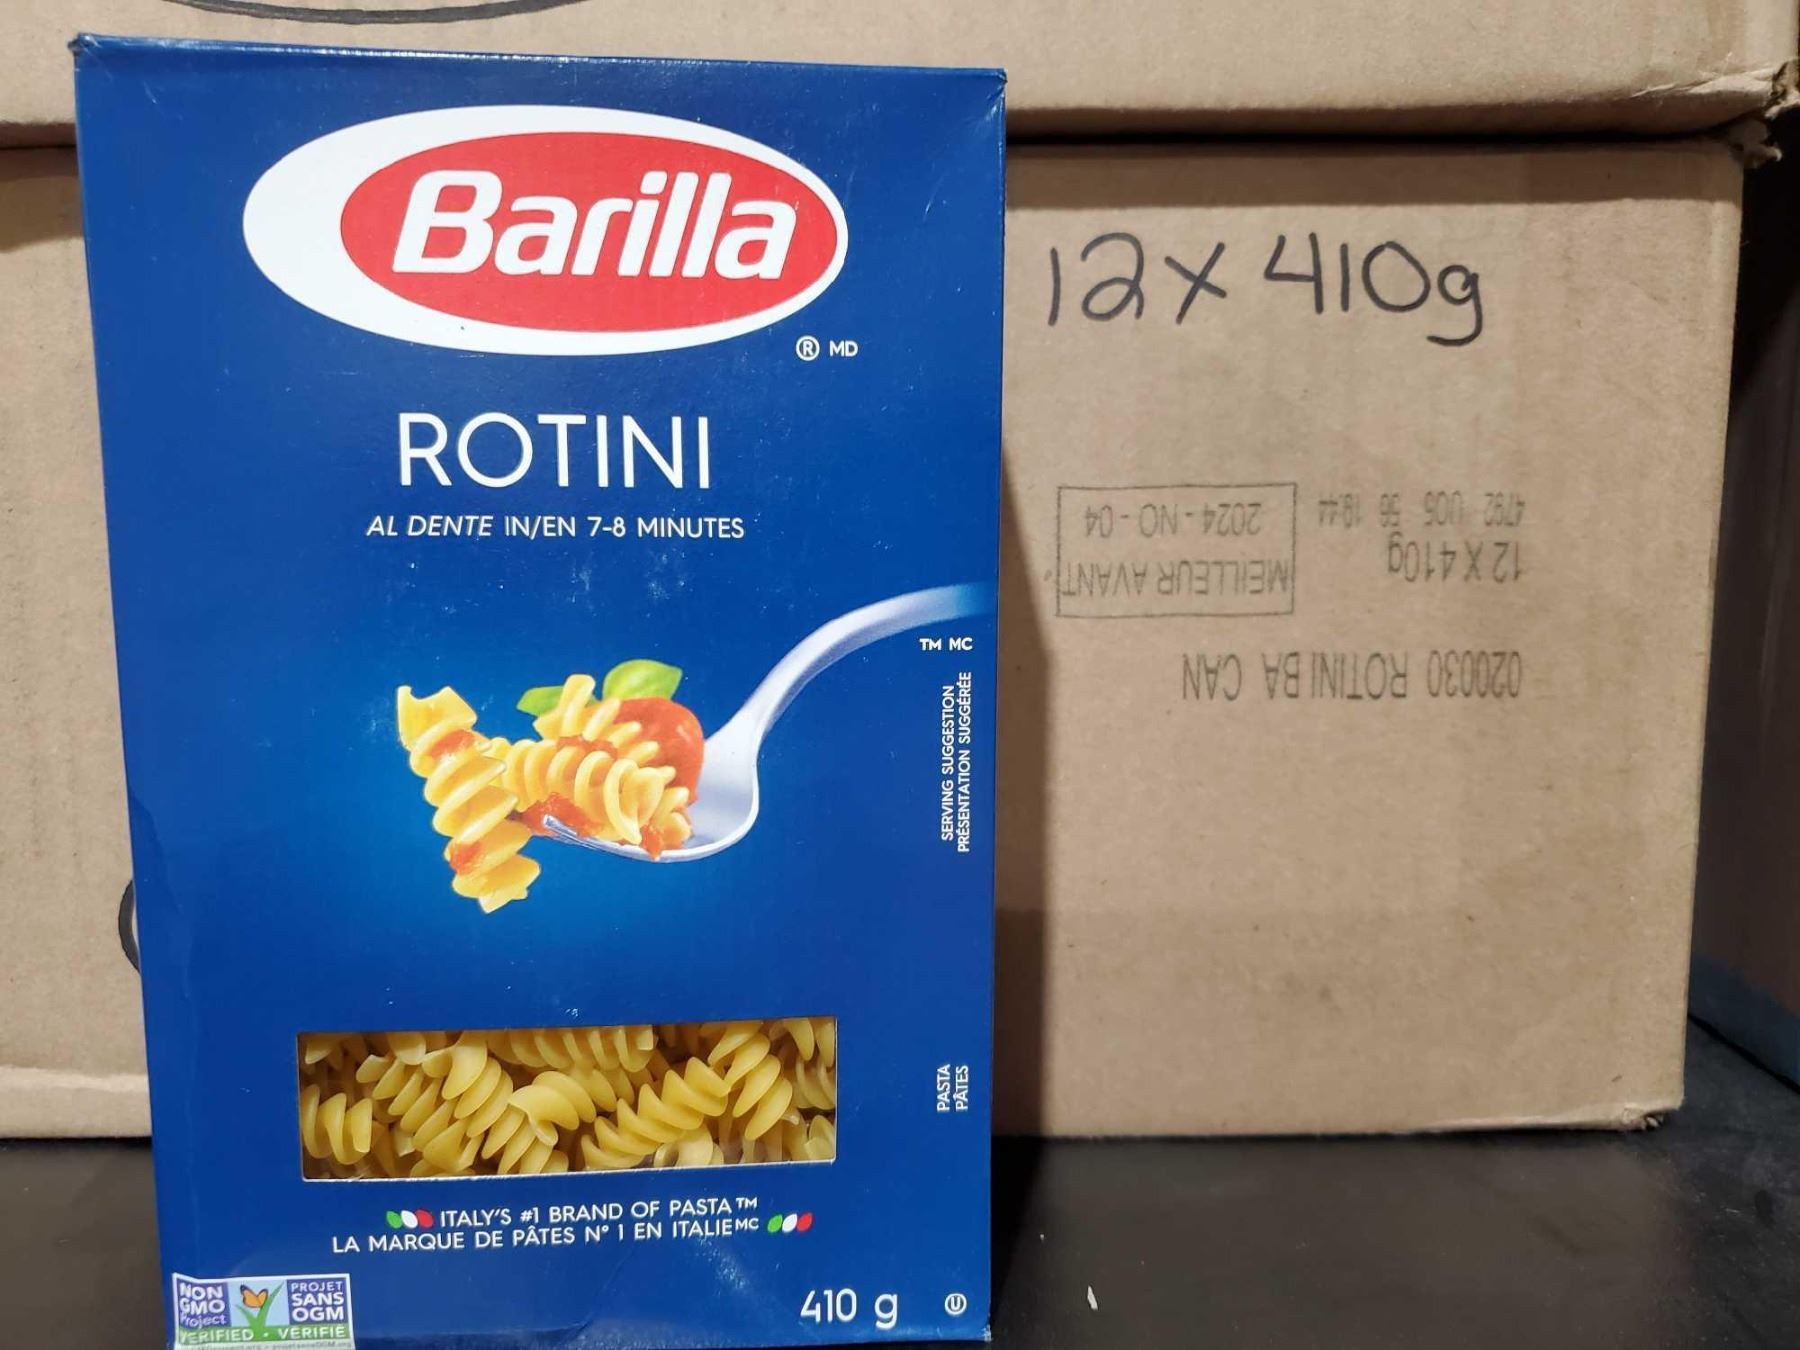 Barilla
® MD
ROTINI
AL DENTE IN/EN 7-8 MINUTES
TM MC
SERVING SUGGESTION
PRÉSENTATION SUGGÉRÉE
PASTA
PÂTES
ITALY'S #1 BRAND OF PASTA™
LA MARQUE DE PÂTES N° 1 EN ITALIE MC
NON
GMO
Project
VERIFIED • VÉRIFIÉ
PROJET
SANS
OGM
410 g
U
12 x 410g
020030 ROTINI BA CAN
12 X 410g
MEILLEUR AVANT
2024 - NO - 04